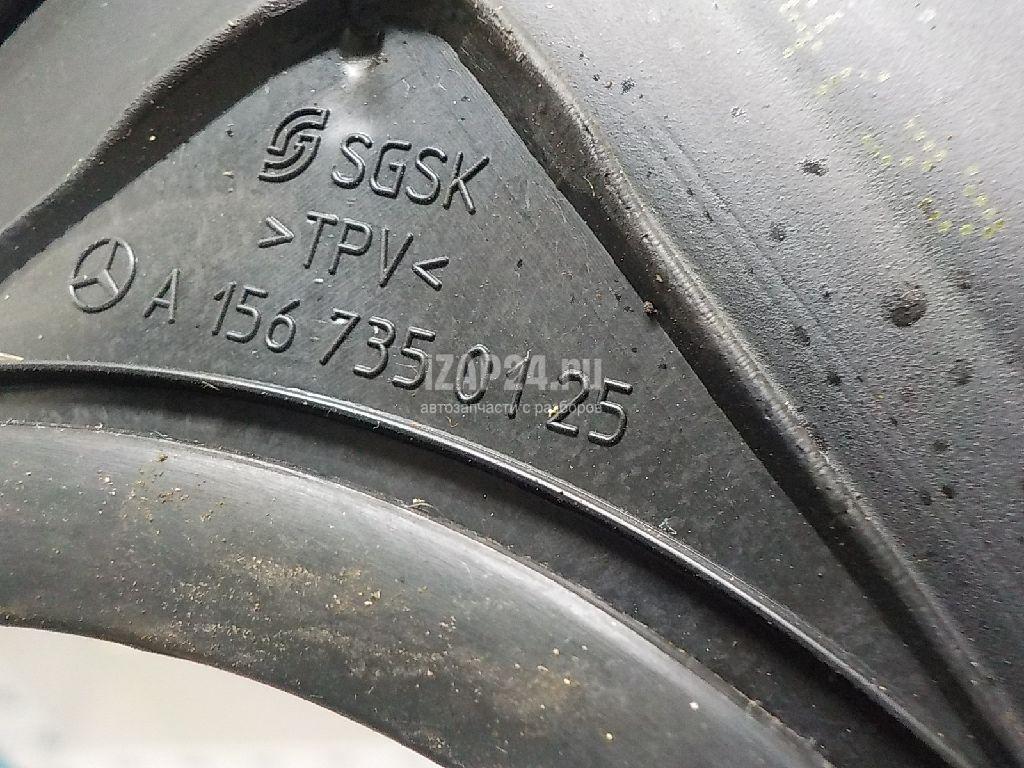 SGSK
>TPV<
A 156 735 01 25
IZAP24.ru
автозапчасти с разборов